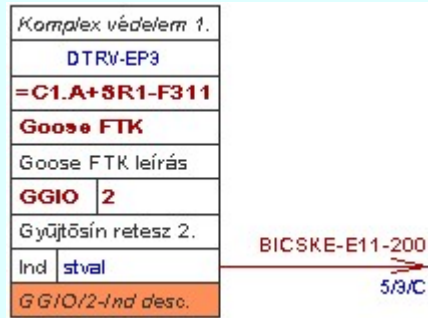 Komplex védelem 1.
DTRV-EP3
=C1.A+SR1-F311
Goose FTK
Goose FTK leírás
GGIO 2
Gyűjtősín retesz 2.
Ind stval
GGIO/2-Ind desc.
BICSKE-E11-200
5/3/C